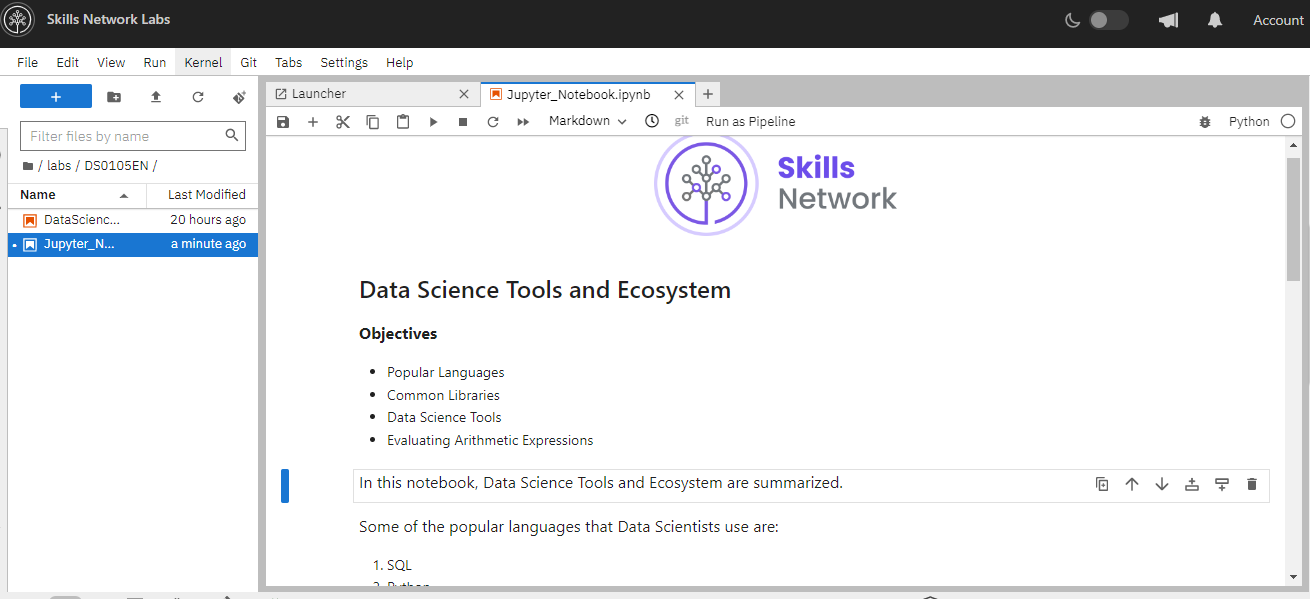 Skills Network Labs
Account
File Edit View Run Kernel Git Tabs Settings Help
Filter files by name
/ labs / DS0105EN /
Name Last Modified
DataScienc... 20 hours ago
Jupyter_N... a minute ago
Launcher
Jupyter_Notebook.ipynb
Markdown
git
Run as Pipeline
Python
Skills
Network
Data Science Tools and Ecosystem
Objectives
Popular Languages
Common Libraries
Data Science Tools
Evaluating Arithmetic Expressions
In this notebook, Data Science Tools and Ecosystem are summarized.
Some of the popular languages that Data Scientists use are:
1. SQL
2. Python